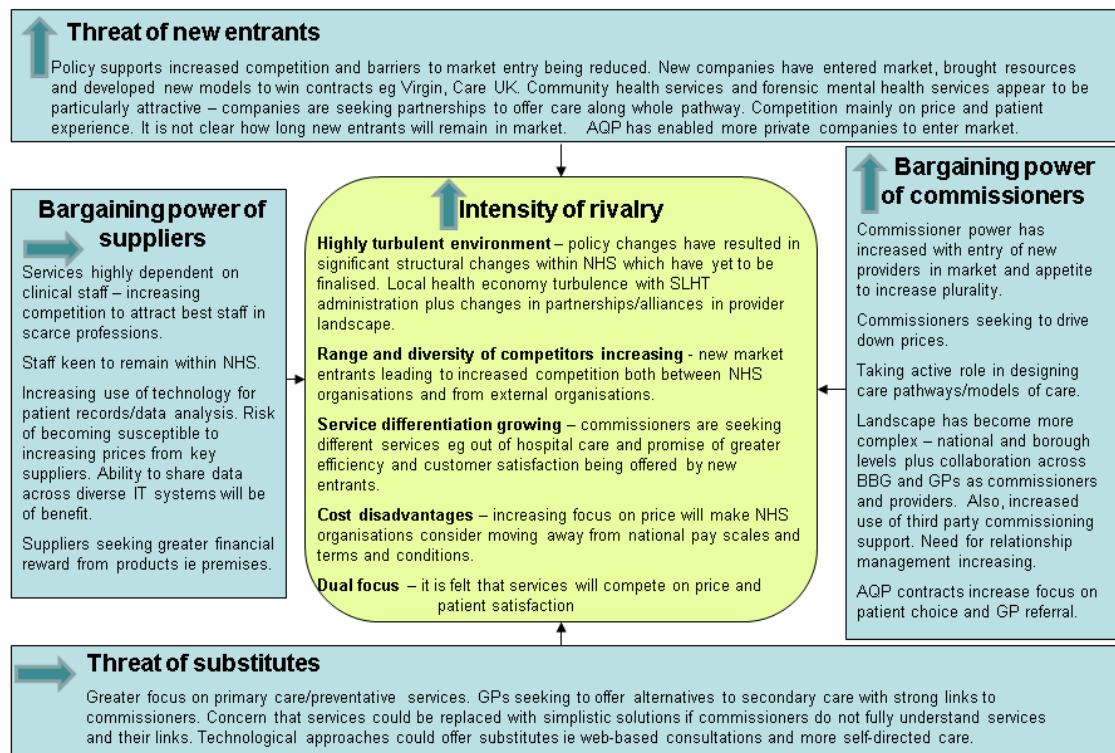 Threat of new entrants
Policy supports increased competition and barriers to market entry being reduced. New companies have entered market, brought resources
and developed new models to win contracts eg Virgin, Care UK. Community health services and forensic mental health services appear to be
particularly attractive – companies are seeking partnerships to offer care along whole pathway. Competition mainly on price and patient
experience. It is not clear how long new entrants will remain in market. AQP has enabled more private companies to enter market.
Bargaining power of
suppliers
Services highly dependent on
clinical staff – increasing
competition to attract best staff in
scarce professions.
Staff keen to remain within NHS.
Increasing use of technology for
patient records/data analysis. Risk
of becoming susceptible to
increasing prices from key
suppliers. Ability to share data
across diverse IT systems will be
of benefit.
Suppliers seeking greater financial
reward from products ie premises.
Intensity of rivalry
Highly turbulent environment – policy changes have resulted in
significant structural changes within NHS which have yet to be
finalised. Local health economy turbulence with SLHT
administration plus changes in partnerships/alliances in provider
landscape.
Range and diversity of competitors increasing - new market
entrants leading to increased competition both between NHS
organisations and from external organisations.
Service differentiation growing – commissioners are seeking
different services eg out of hospital care and promise of greater
efficiency and customer satisfaction being offered by new
entrants.
Cost disadvantages – increasing focus on price will make NHS
organisations consider moving away from national pay scales and
terms and conditions.
Dual focus – it is felt that services will compete on price and
patient satisfaction
Bargaining power
of commissioners
Commissioner power has
increased with entry of new
providers in market and appetite
to increase plurality.
Commissioners seeking to drive
down prices.
Taking active role in designing
care pathways/models of care.
Landscape has become more
complex – national and borough
levels plus collaboration across
BBG and GPs as commissioners
and providers. Also, increased
use of third party commissioning
support. Need for relationship
management increasing.
AQP contracts increase focus on
patient choice and GP referral.
Threat of substitutes
Greater focus on primary care/preventative services. GPs seeking to offer alternatives to secondary care with strong links to
commissioners. Concern that services could be replaced with simplistic solutions if commissioners do not fully understand services
and their links. Technological approaches could offer substitutes ie web-based consultations and more self-directed care.